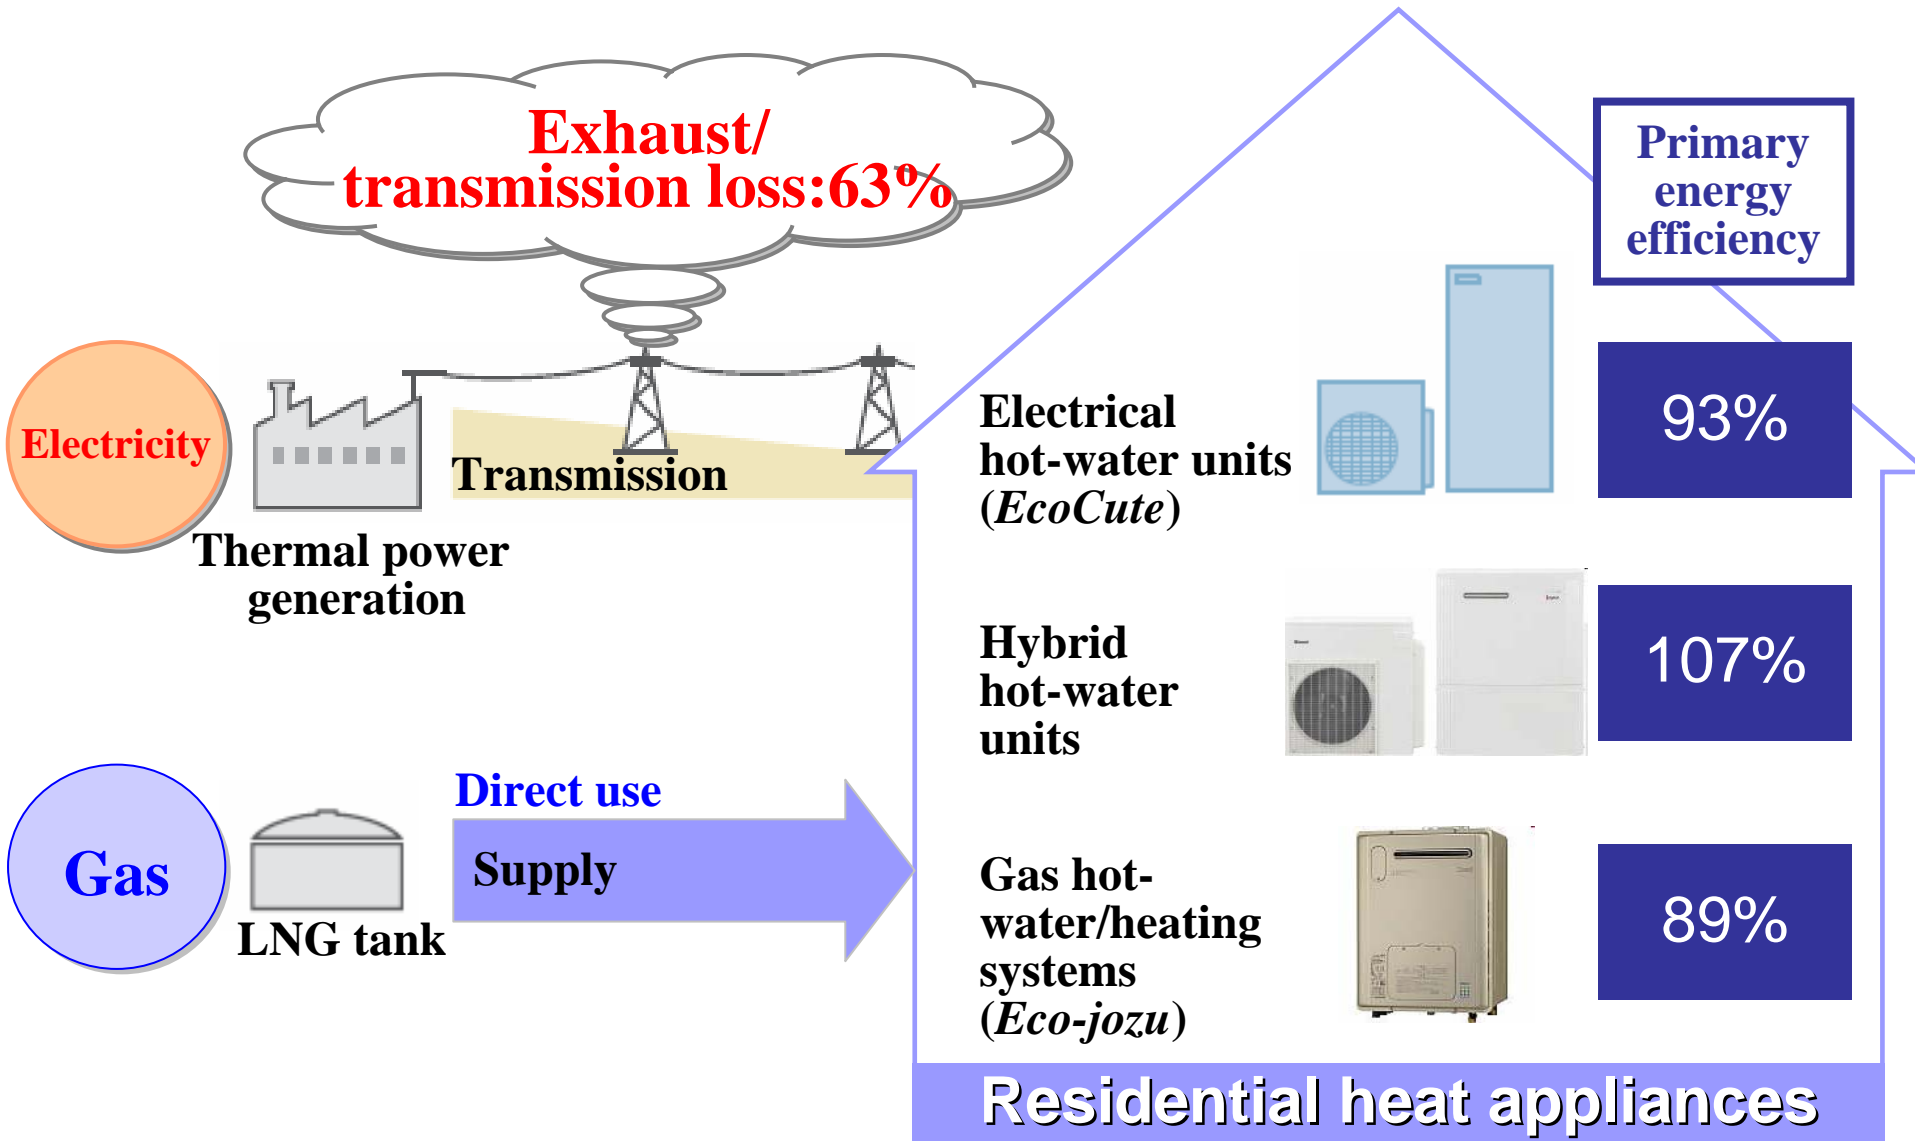 Exhaust/
transmission loss:63%
Primary
energy
efficiency
Electricity
Transmission
Thermal power
generation
Electrical
hot-water units
(EcoCute)
93%
Hybrid
hot-water
units
107%
Gas
LNG tank
Direct use
Supply
Gas hot-
water/heating
systems
(Eco-jozu)
89%
Residential heat appliances